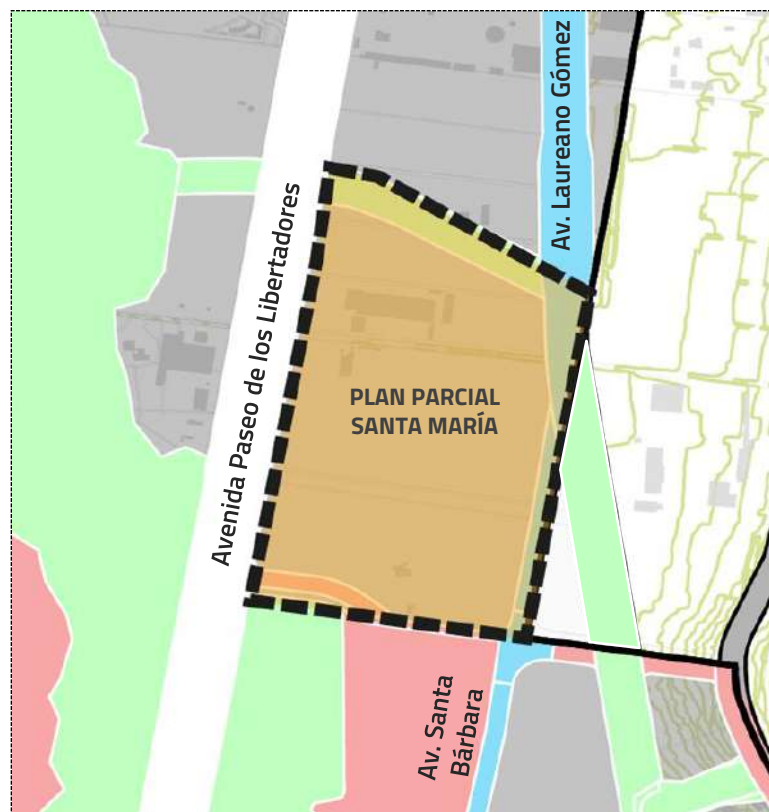 Av. Laureano Gómez
Avenida Paseo de los Libertadores
PLAN PARCIAL
SANTA MARÍA
Av. Santa
Bárbara